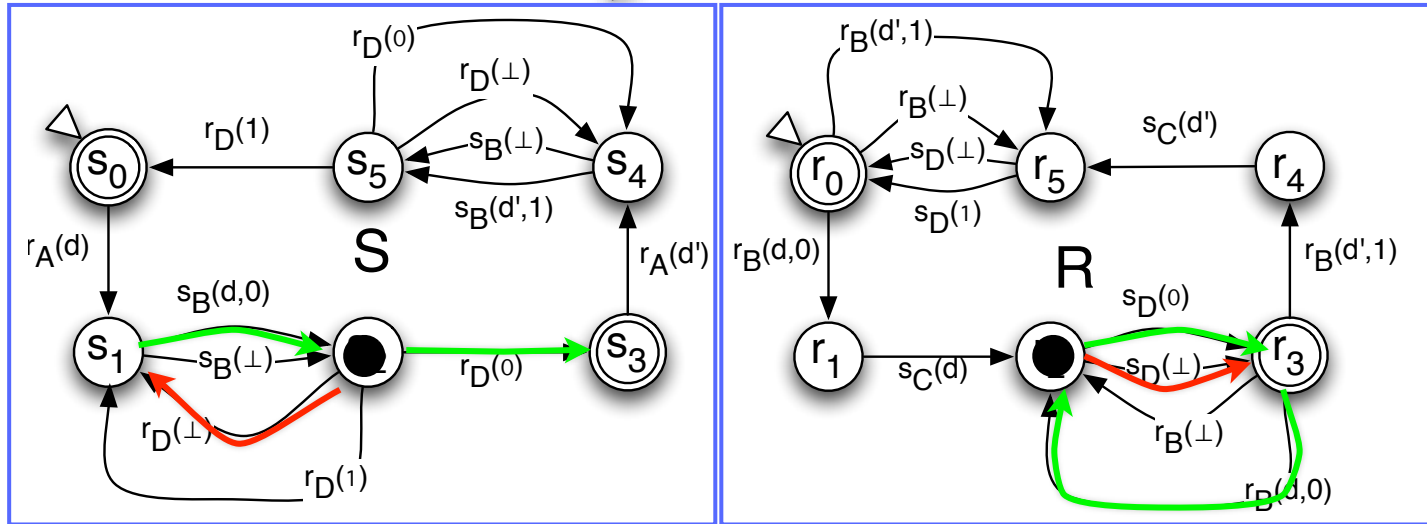 r_D(0)
r_D(⊥)
r_D(1)
s_0
s_5
s_B(⊥)
s_4
s_B(d',1)
r_A(d)
S
r_A(d')
s_B(d,0)
s_1
s_B(⊥)
s_3
r_D(0)
r_D(⊥)
r_D(1)
r_B(d',1)
r_B(⊥)
s_C(d')
r_0
s_D(⊥)
r_5
r_4
s_D(1)
r_B(d,0)
R
r_B(d',1)
s_D(0)
r_1
s_D(⊥)
r_3
s_C(d)
r_B(⊥)
r_B(d,0)